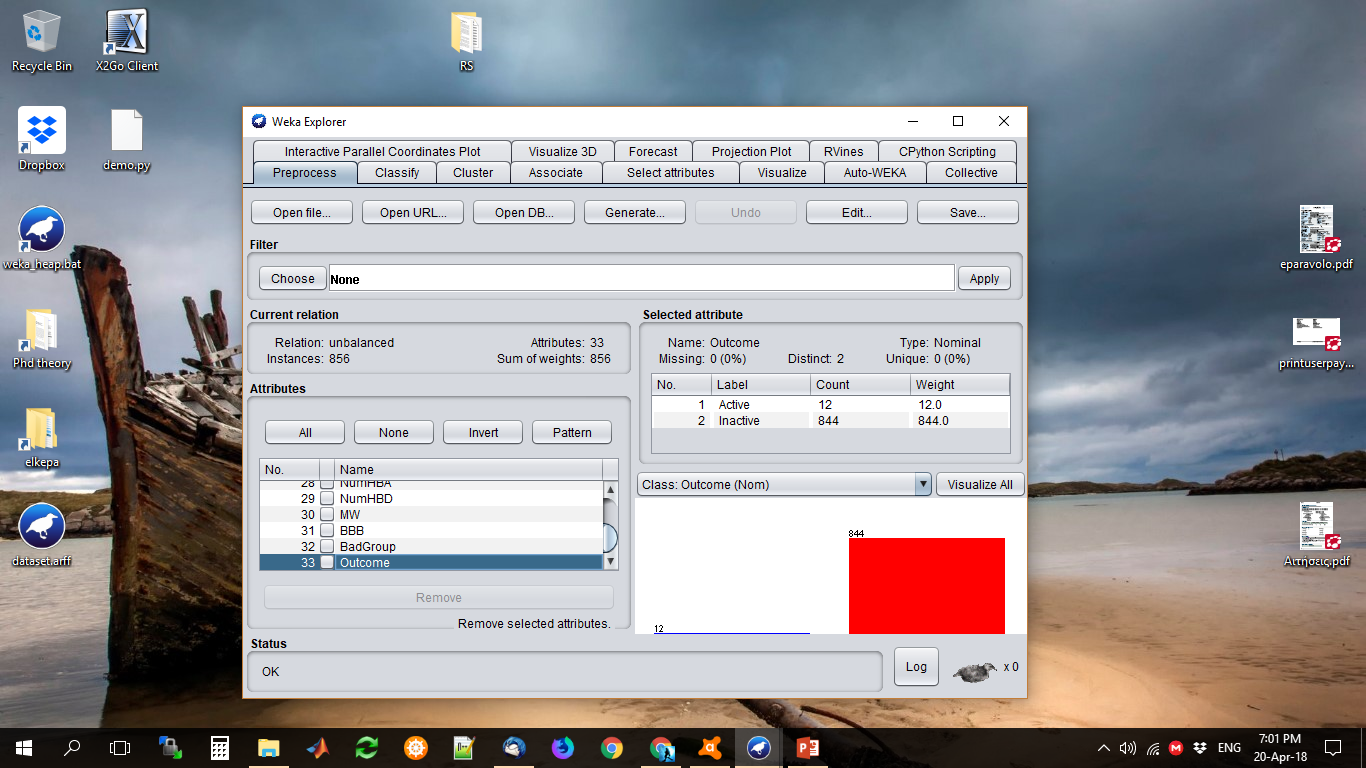 Recycle Bin
X2Go Client
RS
Dropbox
demo.py
weka_heap.bat
Phd theory
elkepa
dataset.arff
eparavolo.pdf
printuserpay...
Αιτήσεις.pdf
Weka Explorer
Interactive Parallel Coordinates Plot Visualize 3D Forecast Projection Plot RVines CPython Scripting
Preprocess Classify Cluster Associate Select attributes Visualize Auto-WEKA Collective
Open file... Open URL... Open DB... Generate... Undo Edit... Save...
Filter
Choose None Apply
Current relation
Relation: unbalanced Attributes: 33
Instances: 856 Sum of weights: 856
Attributes
All None Invert Pattern
No. Name
28 NumHBA
29 NumHBD
30 MW
31 BBB
32 BadGroup
33 Outcome
Remove
Remove selected attributes.
Selected attribute
Name: Outcome Type: Nominal
Missing: 0 (0%) Distinct: 2 Unique: 0 (0%)
No. Label Count Weight
1 Active 12 12.0
2 Inactive 844 844.0
Class: Outcome (Nom) Visualize All
844
12
Status
OK
Log x 0
ENG
7:01 PM
20-Apr-18